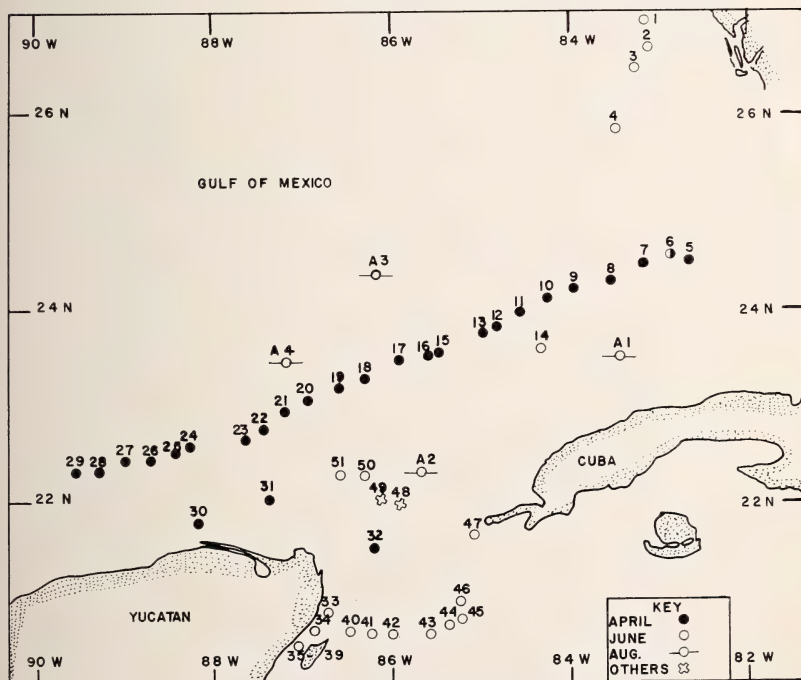 90 W 88 W 86 W 84 W
1
2
3
4
26 N 26 N
GULF OF MEXICO
A3
6
7 5
8
9
10
11
24 N 24 N
12
13
14 A1
A4
15
16
17
18
19
20
21
22
23
24
25
26
27
28
29
51 50 A2
CUBA
49 48
31
22 N 22 N
30
47
32
46
KEY
APRIL
JUNE
AUG.
OTHERS
YUCATAN
33
34 40 41 42 43 44 45
35-39
90 W 88 W 86 W 84 W 82 W